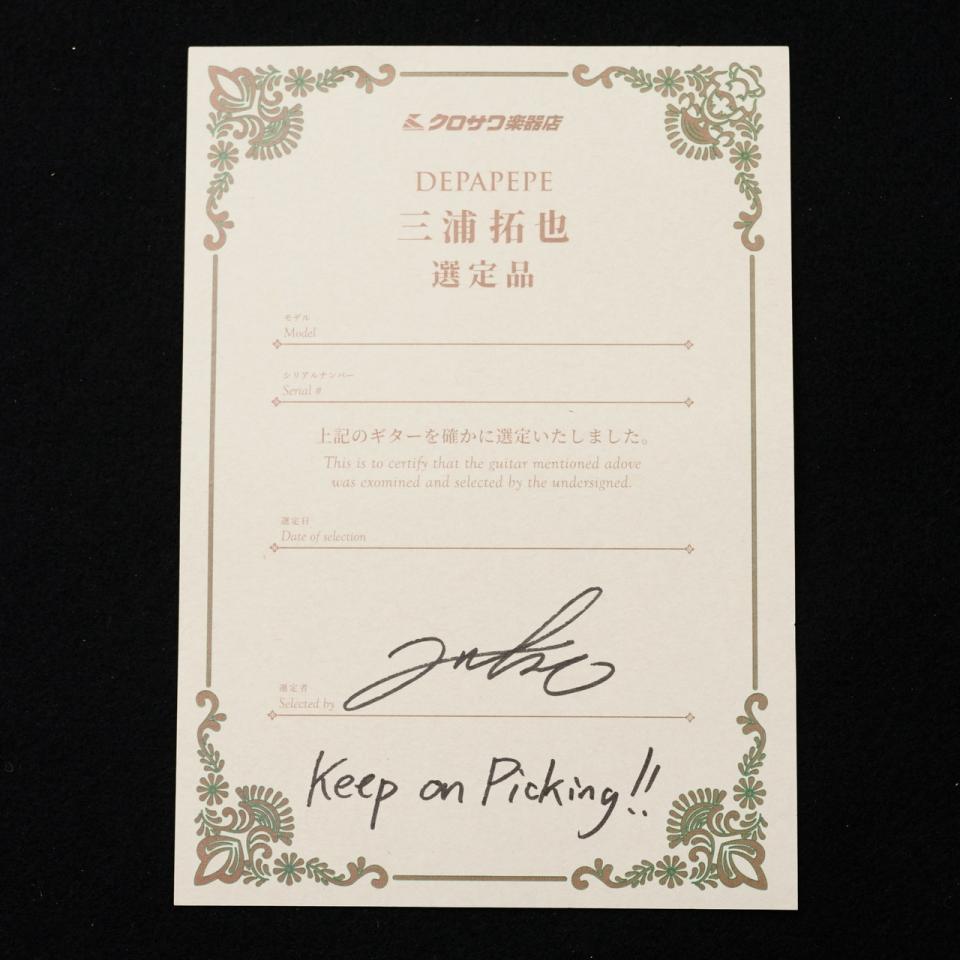 クロサワ楽器店
DEPAPEPE
三浦拓也
選定品
モデル
Model
シリアルナンバー
Serial #
上記のギターを確かに選定いたしました。
This is to certify that the guitar mentioned adove
was exomined and selected by the undersigned.
選定日
Date of selection
選定者
Selected by
Keep on Picking!!